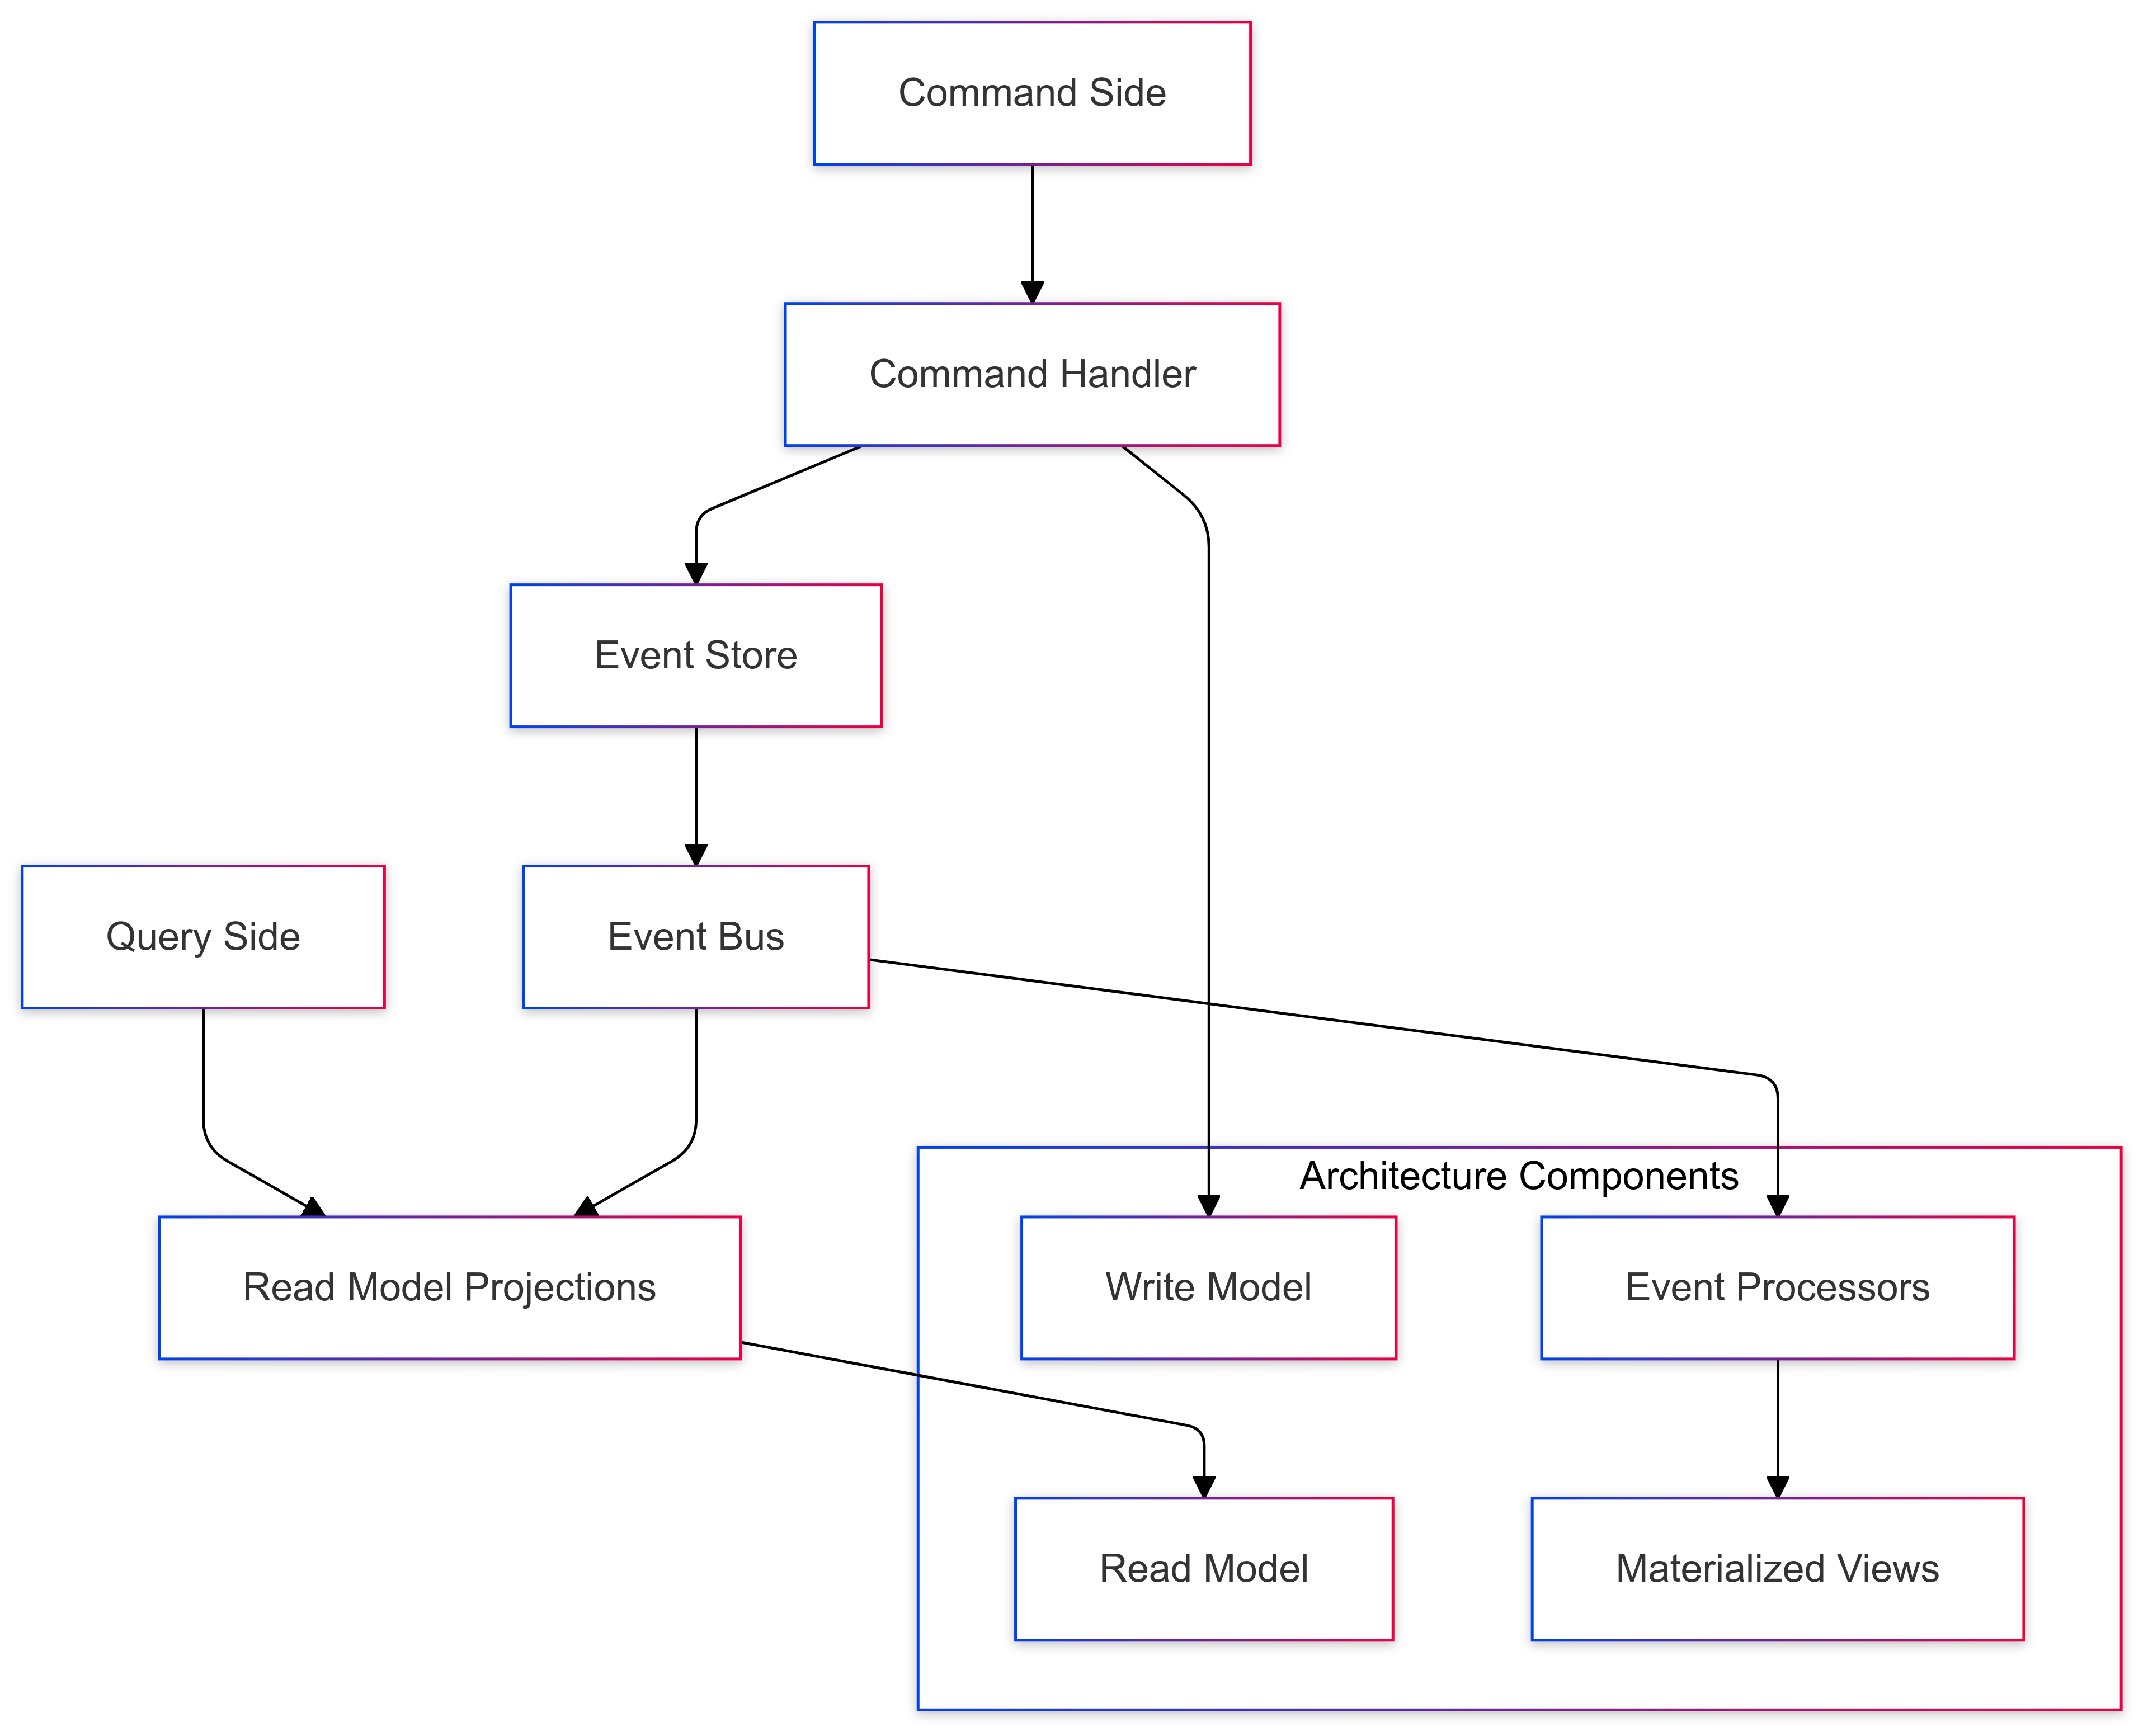 Command Side
Command Handler
Event Store
Query Side
Event Bus
Architecture Components
Read Model Projections
Write Model
Event Processors
Read Model
Materialized Views